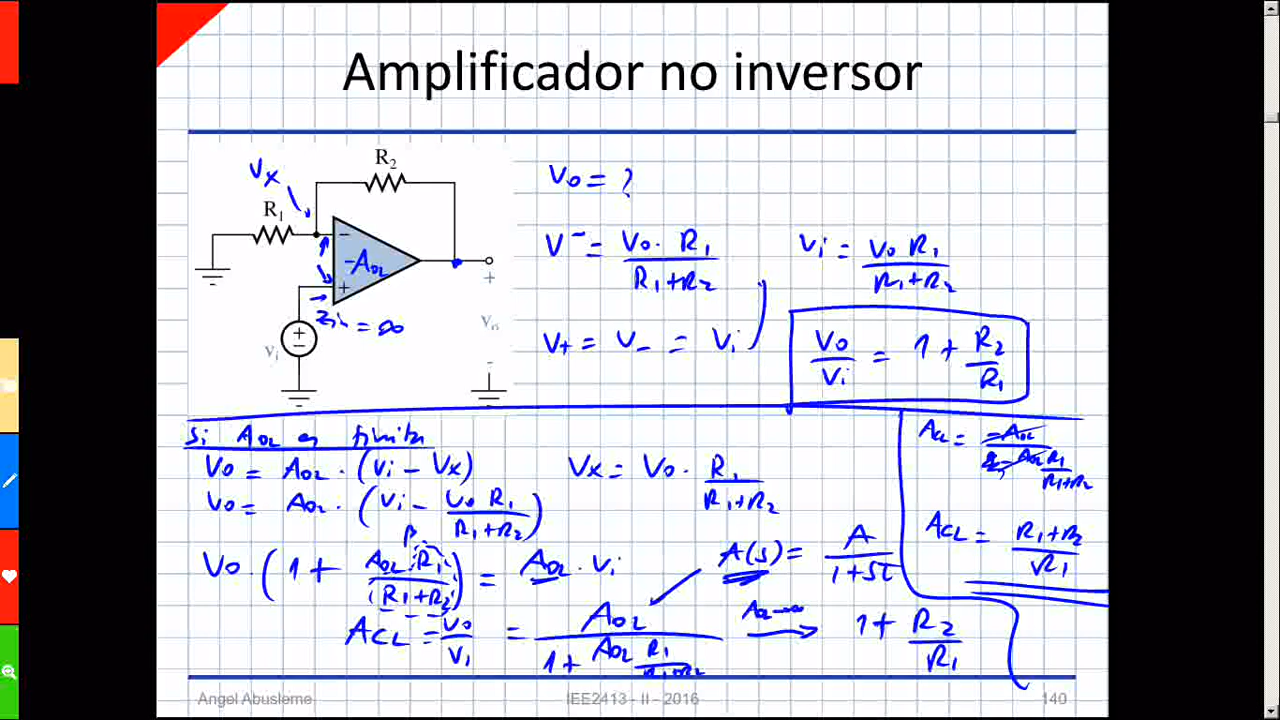 Amplificador no inversor
Vx
R2
R1
-AOL
Zin = ∞
vi
Vo = ?
V⁻ = Vo · R1 / (R1+R2)
Vi = Vo R1 / (R1+R2)
V+ = V- = Vi
Vo / Vi = 1 + R2 / R1
Si AOL es finita
Vo = AOL · (Vi - Vx)
Vx = Vo · R1 / (R1+R2)
Vo = AOL · (Vi - Vo R1 / (R1+R2))
β
Vo · (1 + AOL · R1 / (R1+R2)) = AOL · Vi
A(s) = A / (1+sτ)
ACL = Vo / Vi = AOL / (1 + AOL R1 / (R1+R2))
AOL→∞
1 + R2 / R1
ACL = (R1+R2) / R1
Angel Abusleme
IEE2413 - II - 2016
140